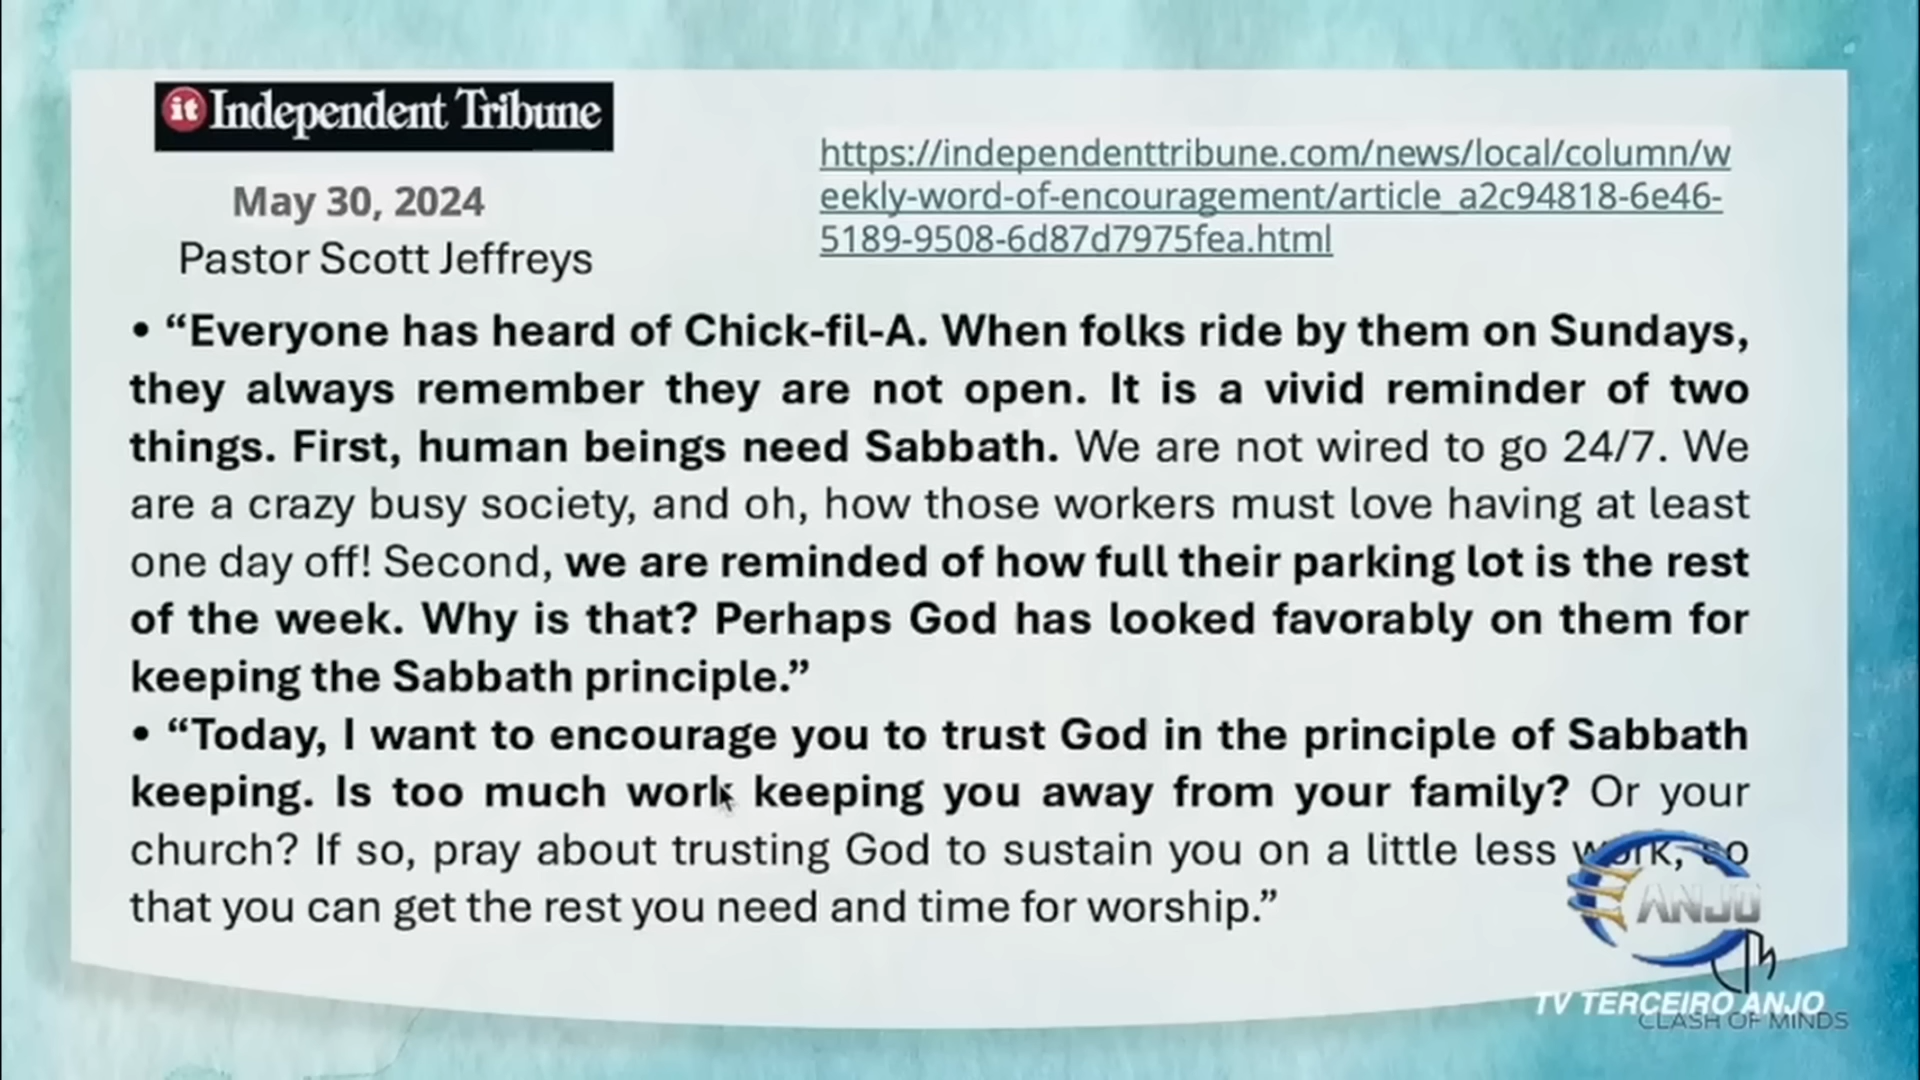 it Independent Tribune
May 30, 2024
Pastor Scott Jeffreys
https://independenttribune.com/news/local/column/w
eekly-word-of-encouragement/article_a2c94818-6e46-
5189-9508-6d87d7975fea.html
• “Everyone has heard of Chick-fil-A. When folks ride by them on Sundays,
they always remember they are not open. It is a vivid reminder of two
things. First, human beings need Sabbath. We are not wired to go 24/7. We
are a crazy busy society, and oh, how those workers must love having at least
one day off! Second, we are reminded of how full their parking lot is the rest
of the week. Why is that? Perhaps God has looked favorably on them for
keeping the Sabbath principle.”
• “Today, I want to encourage you to trust God in the principle of Sabbath
keeping. Is too much work keeping you away from your family? Or your
church? If so, pray about trusting God to sustain you on a little less work, so
that you can get the rest you need and time for worship.”
ANJO
TV TERCEIRO ANJO
CLASH OF MINDS